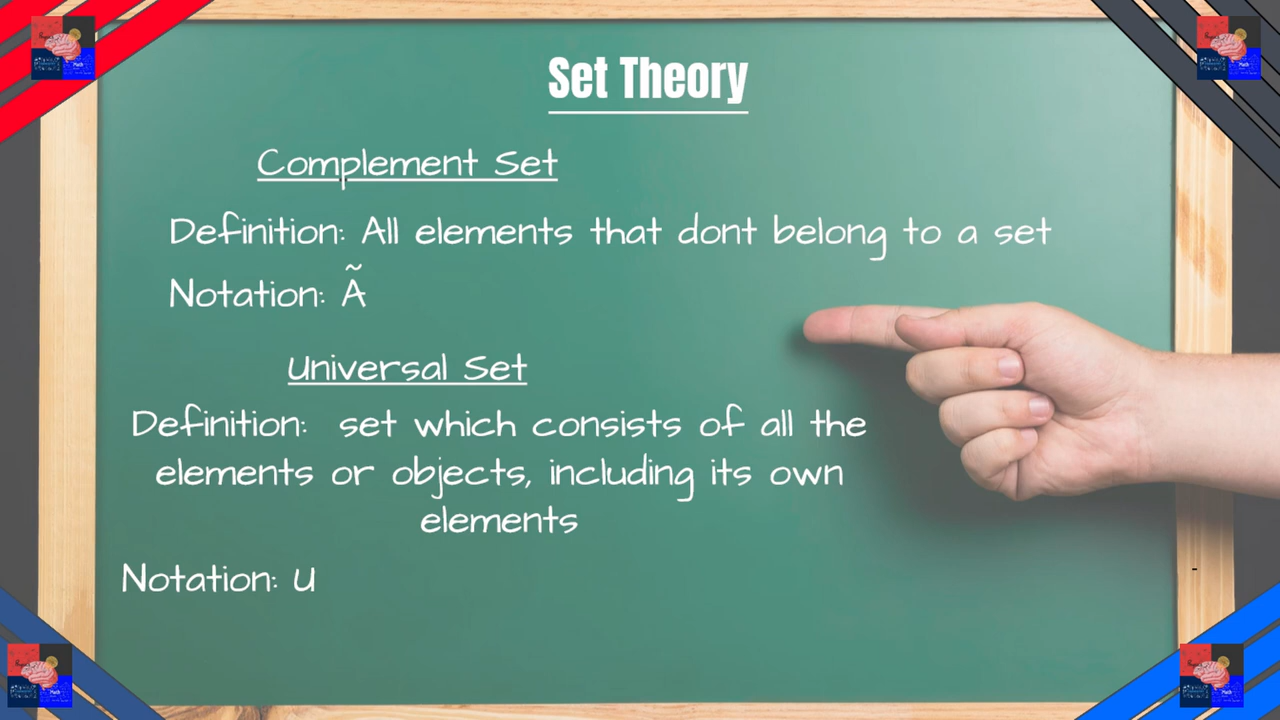 Set Theory
Complement Set
Definition: All elements that dont belong to a set
Notation: Ã
Universal Set
Definition: set which consists of all the
elements or objects, including its own
elements
Notation: U